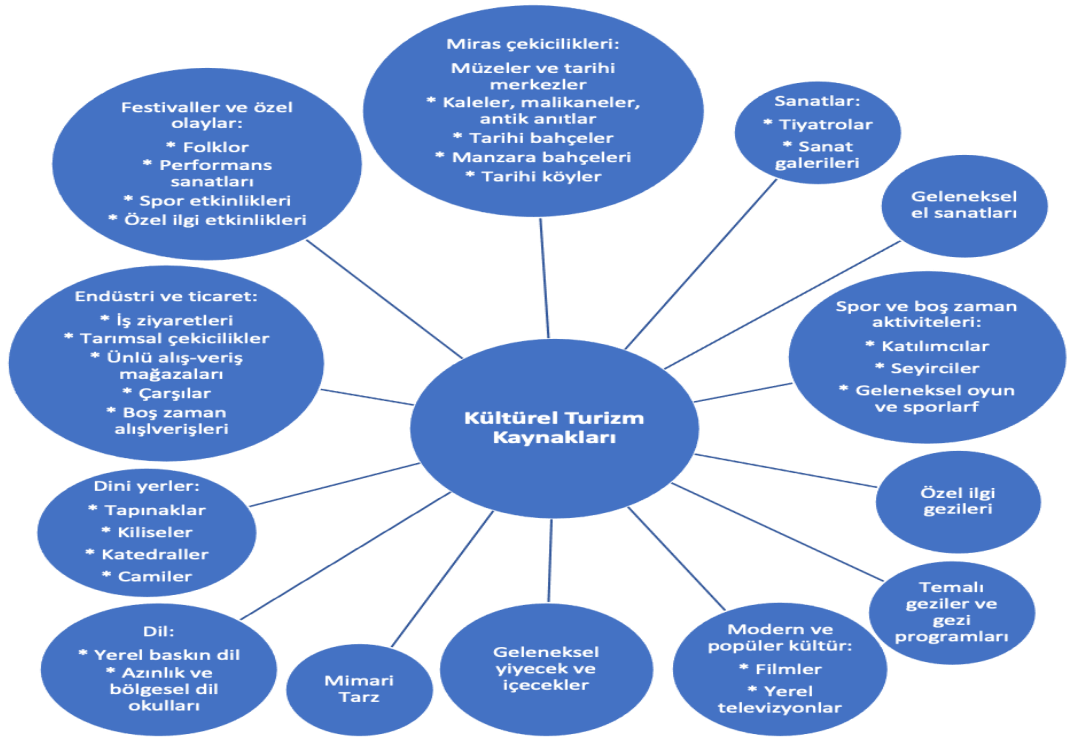 Miras çekicilikleri:
Müzeler ve tarihi
merkezler
* Kaleler, malikaneler,
antik anıtlar
* Tarihi bahçeler
* Manzara bahçeleri
* Tarihi köyler
Sanatlar:
* Tiyatrolar
* Sanat
galerileri
Geleneksel
el sanatları
Spor ve boş zaman
aktiviteleri:
* Katılımcılar
* Seyirciler
* Geleneksel oyun
ve sporlarf
Özel ilgi
gezileri
Temalı
geziler ve
gezi
programları
Modern ve
popüler kültür:
* Filmler
* Yerel
televizyonlar
Geleneksel
yiyecek ve
içecekler
Mimari
Tarz
Dil:
* Yerel baskın dil
* Azınlık ve
bölgesel dil
okulları
Dini yerler:
* Tapınaklar
* Kiliseler
* Katedraller
* Camiler
Endüstri ve ticaret:
* İş ziyaretleri
* Tarımsal çekicilikler
* Ünlü alış-veriş
mağazaları
* Çarşılar
* Boş zaman
alışlverişleri
Festivaller ve özel
olaylar:
* Folklor
* Performans
sanatları
* Spor etkinlikleri
* Özel ilgi etkinlikleri
Kültürel Turizm
Kaynakları